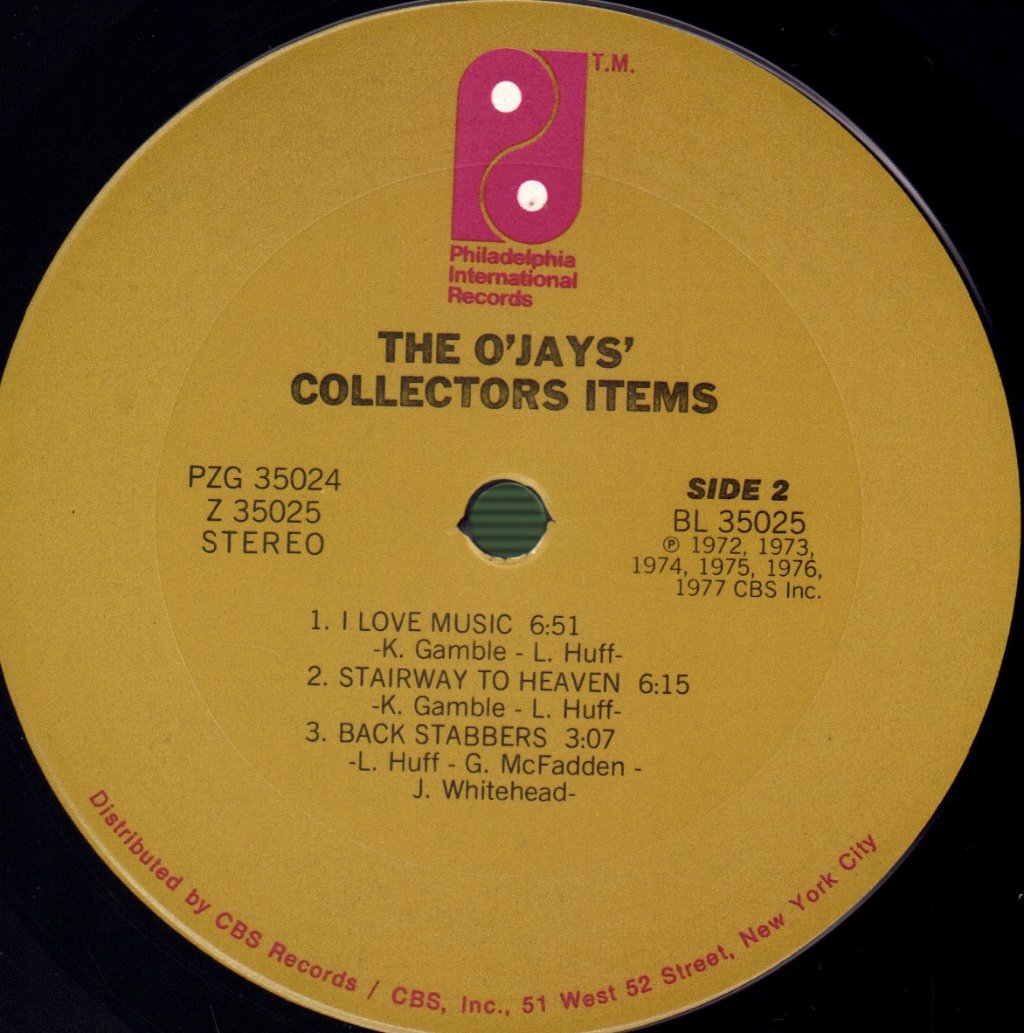 T.M.
Philadelphia
International
Records
THE O'JAYS'
COLLECTORS ITEMS
PZG 35024
Z 35025
STEREO
SIDE 2
BL 35025
℗ 1972, 1973,
1974, 1975, 1976,
1977 CBS Inc.
1. I LOVE MUSIC 6:51
-K. Gamble - L. Huff-
2. STAIRWAY TO HEAVEN 6:15
-K. Gamble - L. Huff-
3. BACK STABBERS 3:07
-L. Huff - G. McFadden -
J. Whitehead-
Distributed by CBS Records / CBS, Inc., 51 West 52 Street, New York City